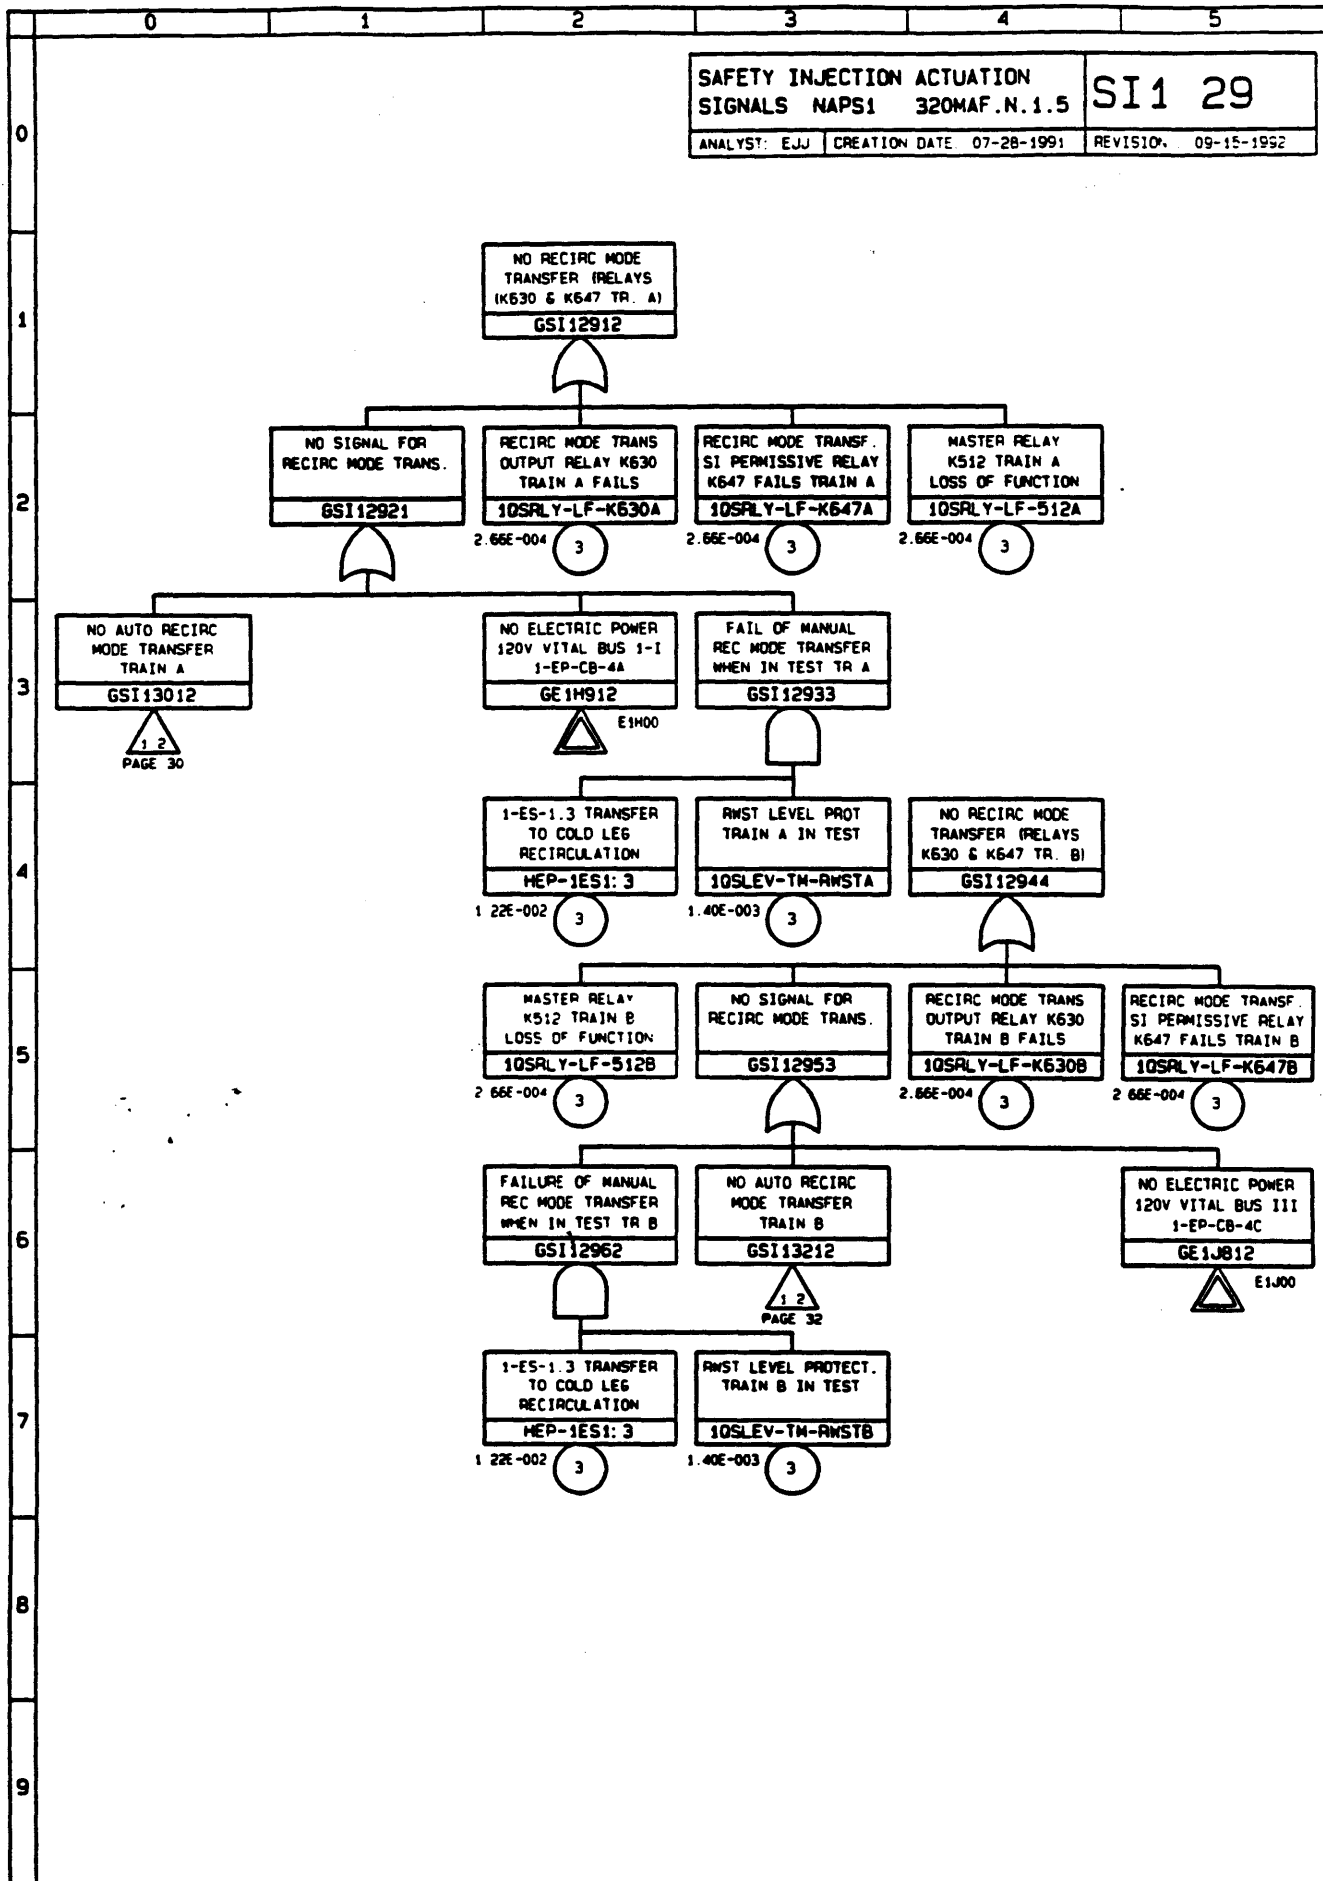 0 1 2 3 4 5
SAFETY INJECTION ACTUATION
SIGNALS NAPS1 320MAF.N.1.5
SI1 29
ANALYST: EJJ CREATION DATE 07-28-1991 REVISION. 09-15-1992
0
NO RECIRC MODE
TRANSFER (RELAYS
(K630 & K647 TR. A)
GSI12912
1
NO SIGNAL FOR
RECIRC MODE TRANS.
GSI12921
RECIRC MODE TRANS
OUTPUT RELAY K630
TRAIN A FAILS
1QSRLY-LF-K630A
2.66E-004
3
RECIRC MODE TRANSF.
SI PERMISSIVE RELAY
K647 FAILS TRAIN A
1QSRLY-LF-K647A
2.66E-004
3
MASTER RELAY
K512 TRAIN A
LOSS OF FUNCTION
1QSRLY-LF-512A
2.66E-004
3
2
NO AUTO RECIRC
MODE TRANSFER
TRAIN A
GSI13012
1 2
PAGE 30
NO ELECTRIC POWER
120V VITAL BUS 1-I
1-EP-CB-4A
GE1H912
E1H00
FAIL OF MANUAL
REC MODE TRANSFER
WHEN IN TEST TR A
GSI12933
3
1-ES-1.3 TRANSFER
TO COLD LEG
RECIRCULATION
HEP-1ES1:3
1 22E-002
3
RWST LEVEL PROT
TRAIN A IN TEST
1QSLEV-TM-RWSTA
1.40E-003
3
NO RECIRC MODE
TRANSFER (RELAYS
K630 & K647 TR. B)
GSI12944
4
MASTER RELAY
K512 TRAIN B
LOSS OF FUNCTION
1QSRLY-LF-512B
2 66E-004
3
NO SIGNAL FOR
RECIRC MODE TRANS.
GSI12953
RECIRC MODE TRANS
OUTPUT RELAY K630
TRAIN B FAILS
1QSRLY-LF-K630B
2.66E-004
3
RECIRC MODE TRANSF.
SI PERMISSIVE RELAY
K647 FAILS TRAIN B
1QSRLY-LF-K647B
2 66E-004
3
5
FAILURE OF MANUAL
REC MODE TRANSFER
WHEN IN TEST TR B
GSI12962
NO AUTO RECIRC
MODE TRANSFER
TRAIN B
GSI13212
1 2
PAGE 32
NO ELECTRIC POWER
120V VITAL BUS III
1-EP-CB-4C
GE1J812
E1J00
6
1-ES-1.3 TRANSFER
TO COLD LEG
RECIRCULATION
HEP-1ES1:3
1 22E-002
3
RWST LEVEL PROTECT.
TRAIN B IN TEST
1QSLEV-TM-RWSTB
1.40E-003
3
7
8
9